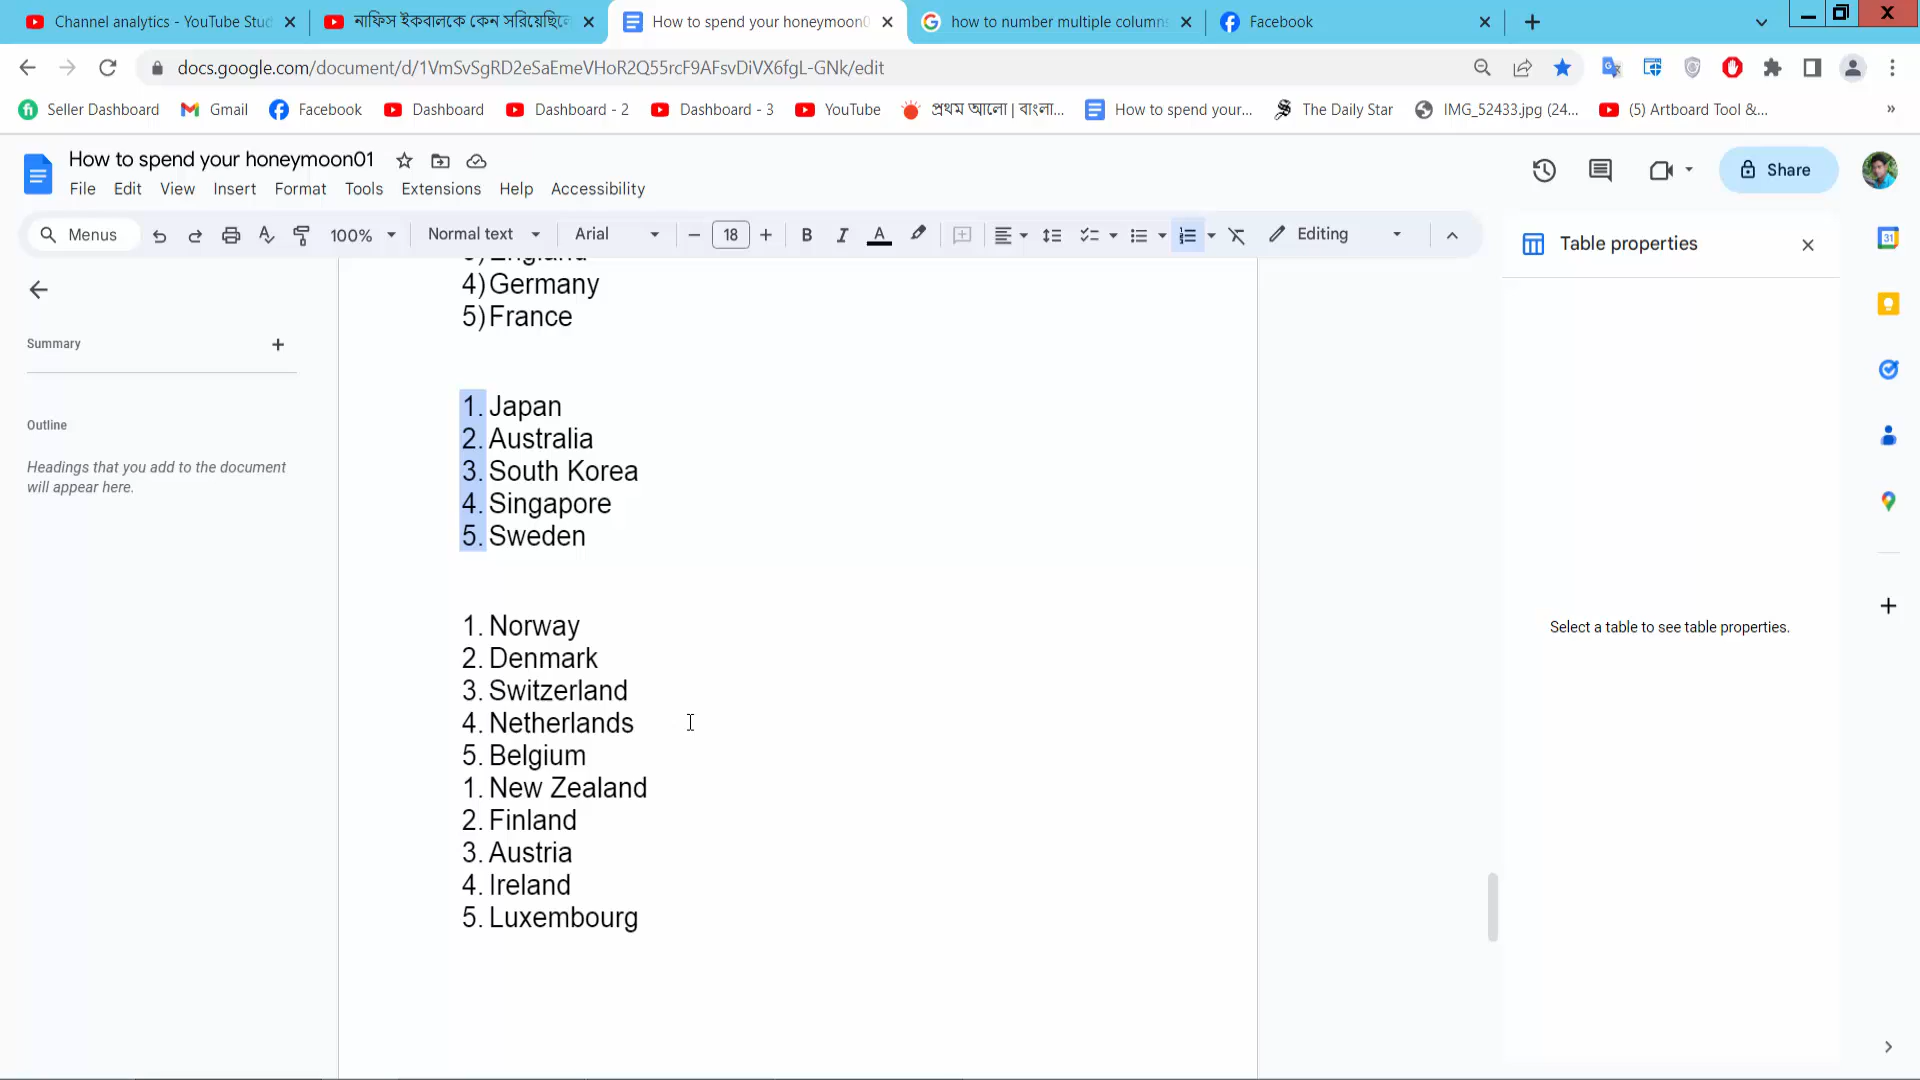 Channel analytics - YouTube Stud
নাফিস ইকবালকে কেন সরিয়েছিলে
How to spend your honeymoon0
how to number multiple column
Facebook
docs.google.com/document/d/1VmSvSgRD2eSaEmeVHoR2Q55rcF9AFsvDiVX6fgL-GNk/edit
Seller Dashboard
Gmail
Facebook
Dashboard
Dashboard - 2
Dashboard - 3
YouTube
প্রথম আলো | বাংলা...
How to spend your...
The Daily Star
IMG_52433.jpg (24...
(5) Artboard Tool &...
»
How to spend your honeymoon01
File Edit View Insert Format Tools Extensions Help Accessibility
Share
Menus
100%
Normal text
Arial
18
Editing
Table properties
Summary
Outline
Headings that you add to the document
will appear here.
3) England
4) Germany
5) France
1. Japan
2. Australia
3. South Korea
4. Singapore
5. Sweden
1. Norway
2. Denmark
3. Switzerland
4. Netherlands
5. Belgium
1. New Zealand
2. Finland
3. Austria
4. Ireland
5. Luxembourg
Select a table to see table properties.
31